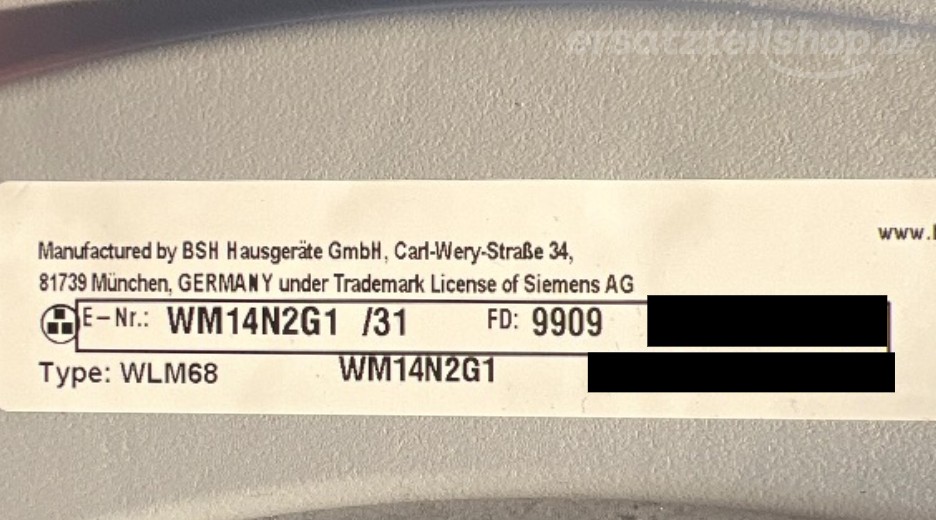 ersatzteilshop.de
www.
Manufactured by BSH Hausgeräte GmbH, Carl-Wery-Straße 34,
81739 München, GERMANY under Trademark License of Siemens AG
E-Nr.: WM14N2G1 /31 FD: 9909
Type: WLM68 WM14N2G1